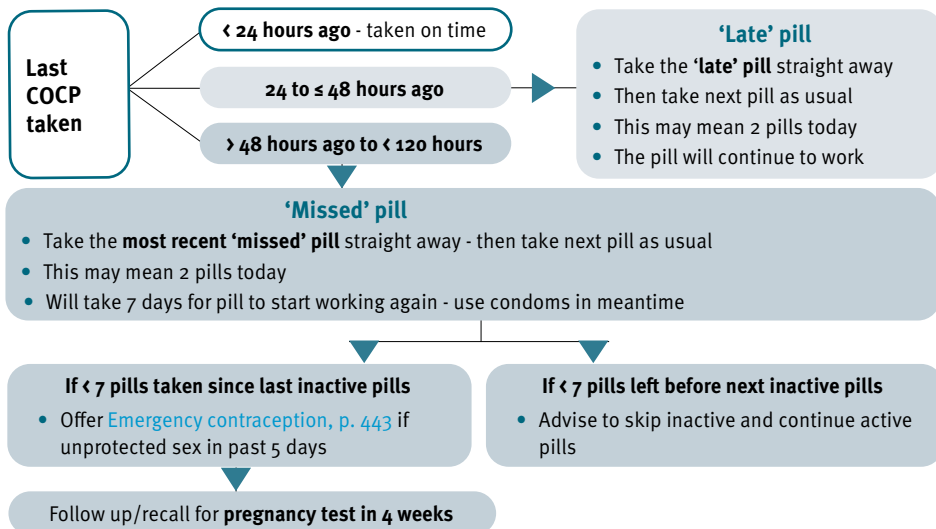 Last
COCP
taken
< 24 hours ago - taken on time
24 to ≤ 48 hours ago
> 48 hours ago to < 120 hours
‘Late’ pill
• Take the ‘late’ pill straight away
• Then take next pill as usual
• This may mean 2 pills today
• The pill will continue to work
‘Missed’ pill
• Take the most recent ‘missed’ pill straight away - then take next pill as usual
• This may mean 2 pills today
• Will take 7 days for pill to start working again - use condoms in meantime
If < 7 pills taken since last inactive pills
• Offer Emergency contraception, p. 443 if
unprotected sex in past 5 days
If < 7 pills left before next inactive pills
• Advise to skip inactive and continue active
pills
Follow up/recall for pregnancy test in 4 weeks